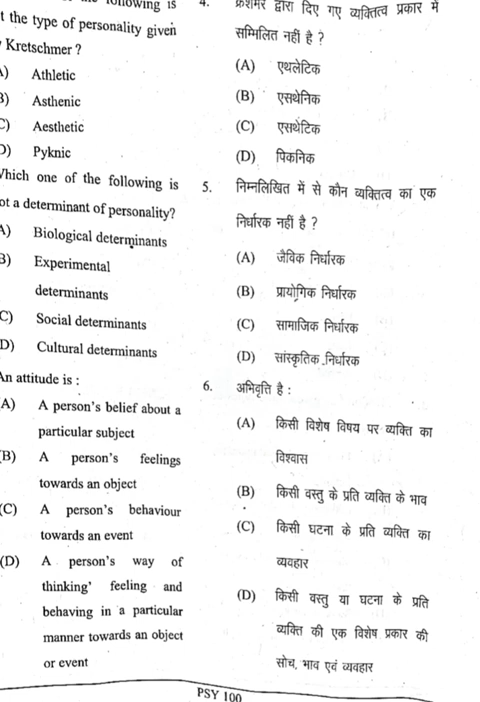 the following is
t the type of personality given
Kretschmer ?
A) Athletic
B) Asthenic
C) Aesthetic
D) Pyknic
Which one of the following is
ot a determinant of personality?
A) Biological determinants
B) Experimental
determinants
C) Social determinants
D) Cultural determinants
An attitude is :
A) A person's belief about a
particular subject
(B) A person's feelings
towards an object
(C) A person's behaviour
towards an event
(D) A person's way of
thinking' feeling and
behaving in a particular
manner towards an object
or event
4. क्रेशमर द्वारा दिए गए व्यक्तित्व प्रकार में
सम्मिलित नहीं है ?
(A) एथलेटिक
(B) एसथेनिक
(C) एसथेटिक
(D) पिकनिक
5. निम्नलिखित में से कौन व्यक्तित्व का एक
निर्धारक नहीं है ?
(A) जैविक निर्धारक
(B) प्रायोगिक निर्धारक
(C) सामाजिक निर्धारक
(D) सांस्कृतिक निर्धारक
6. अभिवृत्ति है :
(A) किसी विशेष विषय पर व्यक्ति का
विश्वास
(B) किसी वस्तु के प्रति व्यक्ति के भाव
(C) किसी घटना के प्रति व्यक्ति का
व्यवहार
(D) किसी वस्तु या घटना के प्रति
व्यक्ति की एक विशेष प्रकार की
सोच, भाव एवं व्यवहार
PSY 100